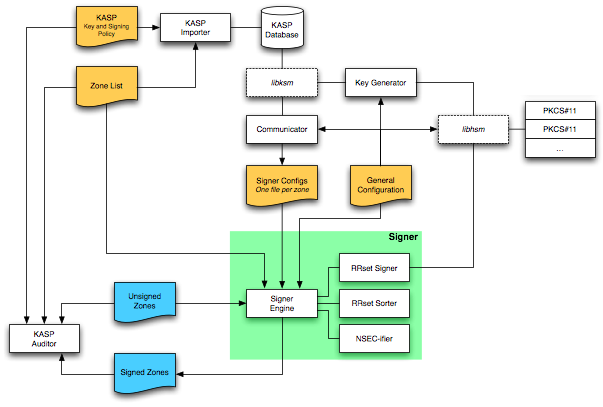 KASP
Key and Signing
Policy
KASP
Importer
KASP
Database
Zone List
libksm
Key Generator
Communicator
libhsm
PKCS#11
PKCS#11
...
Signer Configs
One file per zone
General
Configuration
Signer
RRset Signer
Unsigned
Zones
Signer
Engine
RRset Sorter
KASP
Auditor
NSEC-ifier
Signed Zones